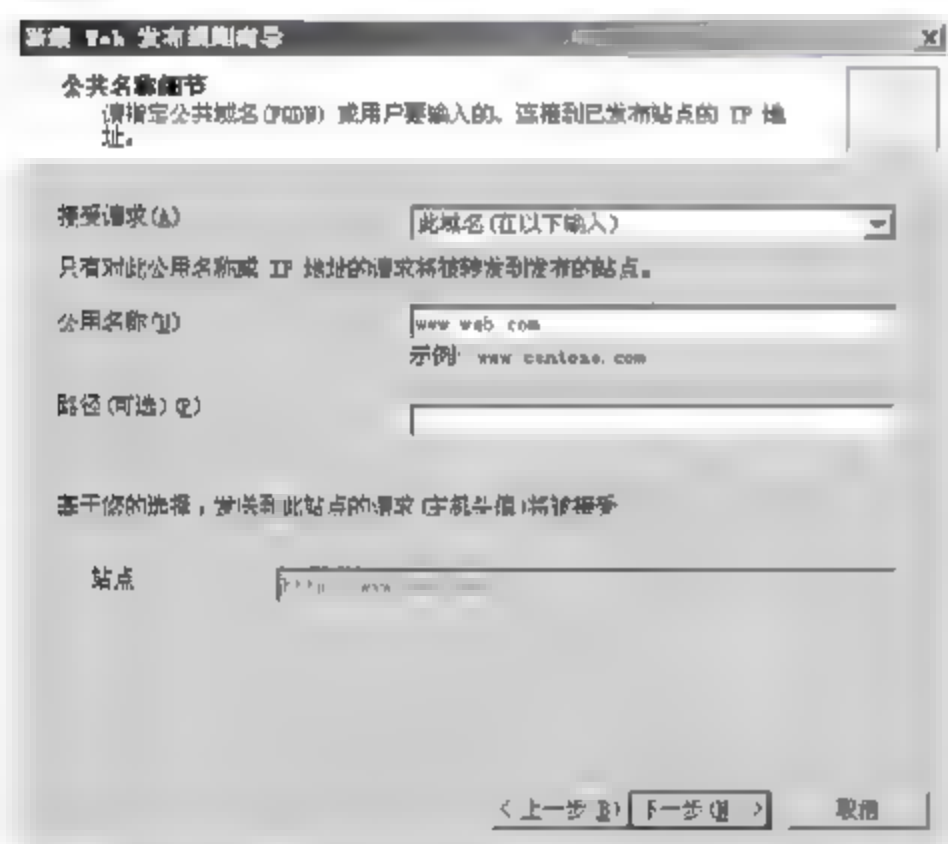 新建 Web 发布规则向导
公共名称细节
请指定公共域名(FQDN) 或用户要输入的、连接到已发布站点的 IP 地
址。
接受请求(A)
此域名(在以下输入)
只有对此公用名称或 IP 地址的请求将被转发到发布的站点。
公用名称(U)
www web com
示例: www contoso.com
路径(可选)(P)
基于您的选择,发送到此站点的请求(主机头值)将被接受
站点
< 上一步(B)
下一步(N) >
取消